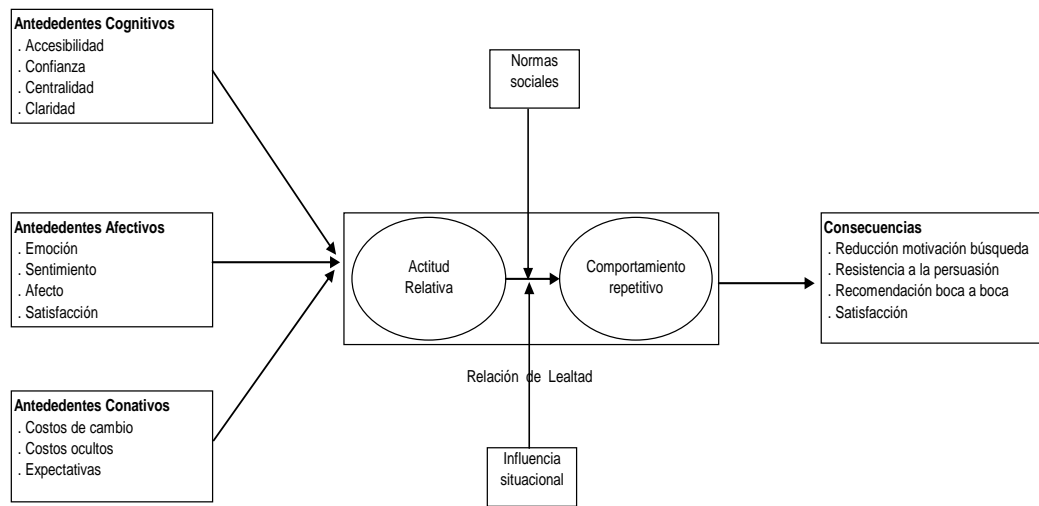 Antededentes Cognitivos
. Accesibilidad
. Confianza
. Centralidad
. Claridad
Normas
sociales
Antededentes Afectivos
. Emoción
. Sentimiento
. Afecto
. Satisfacción
Actitud
Relativa
Comportamiento
repetitivo
Consecuencias
. Reducción motivación búsqueda
. Resistencia a la persuasión
. Recomendación boca a boca
. Satisfacción
Relación de Lealtad
Antededentes Conativos
. Costos de cambio
. Costos ocultos
. Expectativas
Influencia
situacional